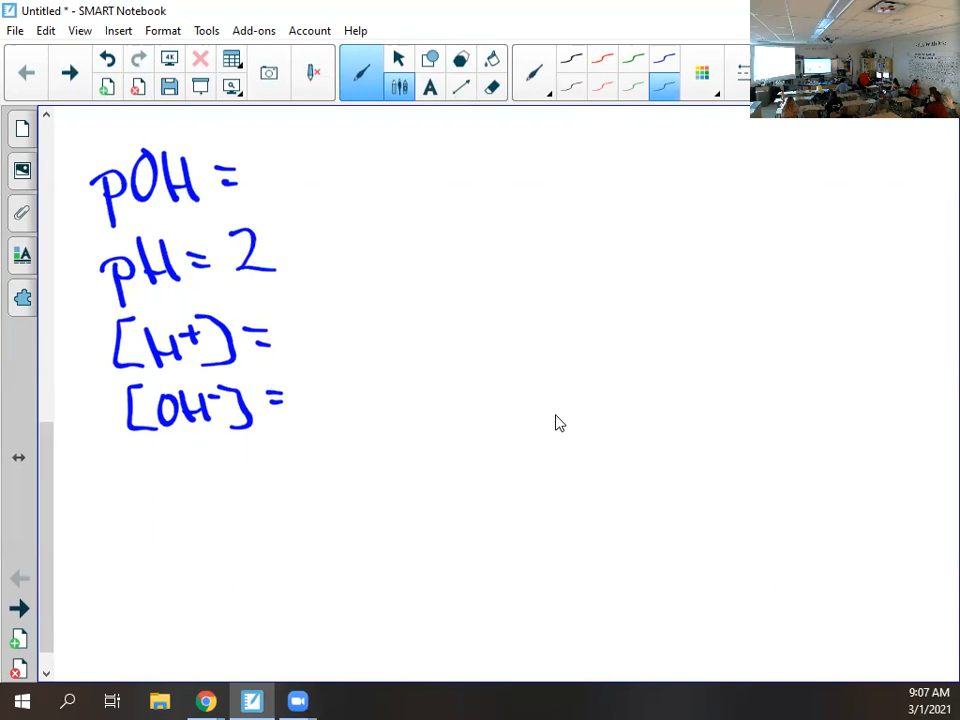 Untitled * - SMART Notebook
File Edit View Insert Format Tools Add-ons Account Help
pOH =
pH = 2
[H+] =
[OH-] =
9:07 AM
3/1/2021